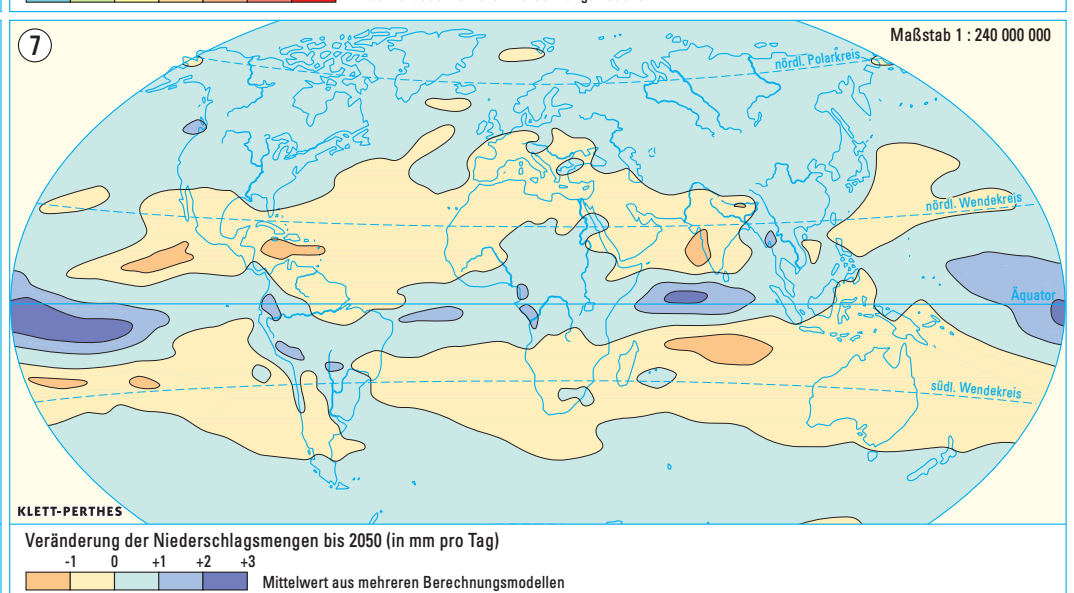 7
Maßstab 1 : 240 000 000
nördl. Polarkreis
nördl. Wendekreis
Äquator
südl. Wendekreis
KLETT-PERTHES
Veränderung der Niederschlagsmengen bis 2050 (in mm pro Tag)
-1 0 +1 +2 +3
Mittelwert aus mehreren Berechnungsmodellen